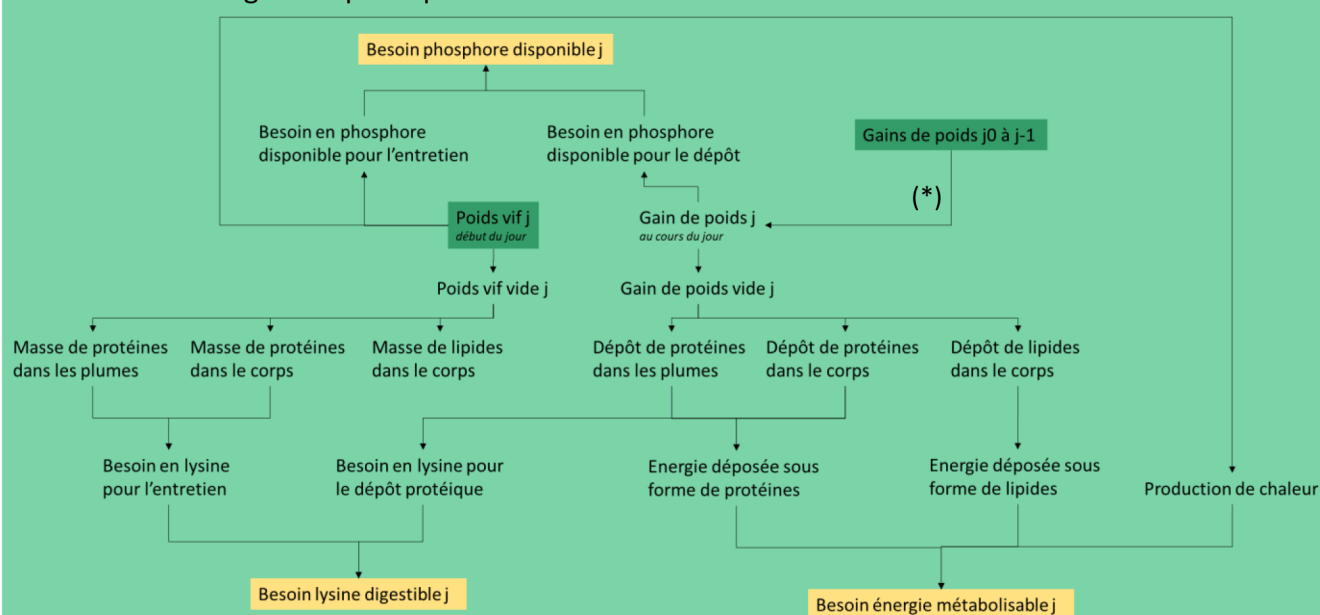 Besoin phosphore disponible j
Besoin en phosphore
disponible pour l'entretien
Besoin en phosphore
disponible pour le dépôt
Gains de poids j0 à j-1
(*)
Poids vif j
début du jour
Gain de poids j
au cours du jour
Poids vif vide j
Gain de poids vide j
Masse de protéines
dans les plumes
Masse de protéines
dans le corps
Masse de lipides
dans le corps
Dépôt de protéines
dans les plumes
Dépôt de protéines
dans le corps
Dépôt de lipides
dans le corps
Besoin en lysine
pour l'entretien
Besoin en lysine pour
le dépôt protéique
Energie déposée sous
forme de protéines
Energie déposée sous
forme de lipides
Production de chaleur
Besoin lysine digestible j
Besoin énergie métabolisable j